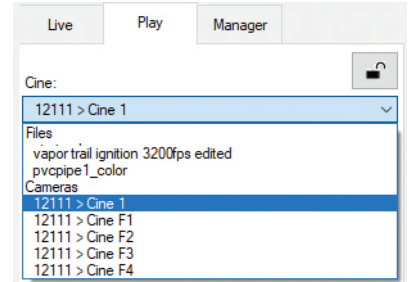 Live Play Manager
Cine:
12111 > Cine 1
Files
vapor trail ignition 3200fps edited
pvcpipe1_color
Cameras
12111 > Cine 1
12111 > Cine F1
12111 > Cine F2
12111 > Cine F3
12111 > Cine F4